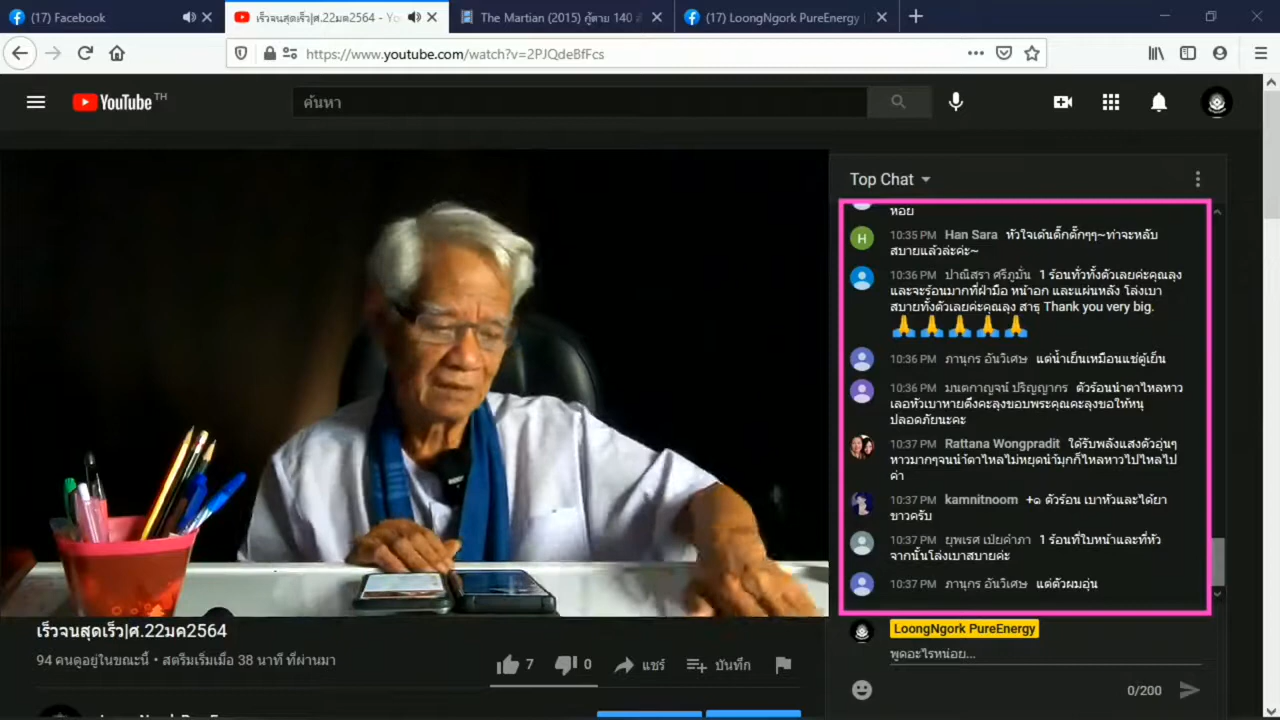 (17) Facebook
เร็วจนสุดเร็ว|ศ.22มค2564 - Yo
The Martian (2015) กู้ตาย 140 ล้
(17) LoongNgork PureEnergy |
https://www.youtube.com/watch?v=2PJQdeBfFcs
YouTube TH
ค้นหา
Top Chat
หอย
10:35 PM Han Sara หัวใจเต้นตึ๊กตั๊กๆๆ~ท่าจะหลับ
สบายแล้วล่ะค่ะ~
10:36 PM ปาณิสรา ศรีภูมั่น 1 ร้อนทั่วทั้งตัวเลยค่ะคุณลุง
และจะร้อนมากที่ฝ่ามือ หน้าอก และแผ่นหลัง โล่งเบา
สบายทั้งตัวเลยค่ะคุณลุง สาธุ Thank you very big.
🙏🙏🙏🙏🙏
10:36 PM ภานุกร อันวิเศษ แต่น้ำเย็นเหมือนแช่ตู้เย็น
10:36 PM มนตกาญจน์ ปริญญากร ตัวร้อนน้ำตาไหลหาว
เลอหัวเบาหายตึงคะลุงขอบพระคุณคะลุงขอให้หนุ
ปลอดภัยนะคะ
10:37 PM Rattana Wongpradit ใด้รับพลังแสงตัวอุ่นๆ
หาวมากๆจนน้ำตาไหลไม่หยุดน้ำมุกก็ไหลหาวไปไหลไป
ค่า
10:37 PM kamnitnoom +๑ ตัวร้อน เบาหัวและได้ยา
ขาวครับ
10:37 PM ยุพเรศ เปียคำภา 1 ร้อนที่ใบหน้าและที่หัว
จากนั้นโล่งเบาสบายค่ะ
10:37 PM ภานุกร อันวิเศษ แต่ตัวผมอุ่น
LoongNgork PureEnergy
พูดอะไรหน่อย...
0/200
เร็วจนสุดเร็ว|ศ.22มค2564
94 คนดูอยู่ในขณะนี้ • สตรีมเริ่มเมื่อ 38 นาที ที่ผ่านมา
7
0
แชร์
บันทึก